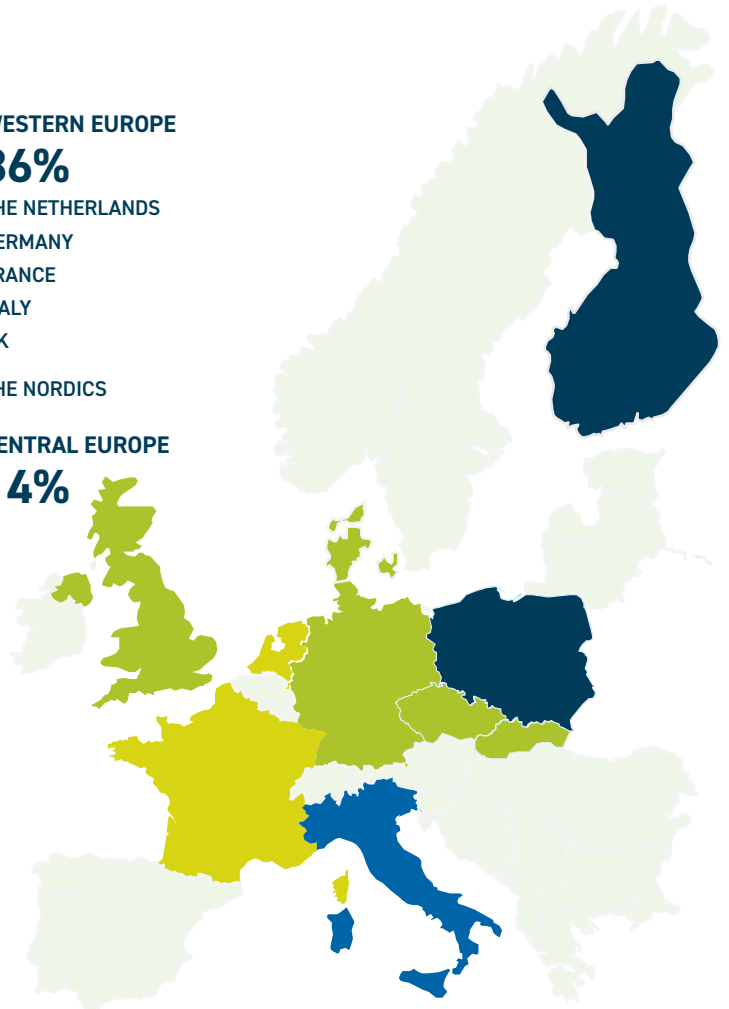 WESTERN EUROPE
86%
HE NETHERLANDS
ERMANY
RANCE
ALY
K
HE NORDICS
ENTRAL EUROPE
4%